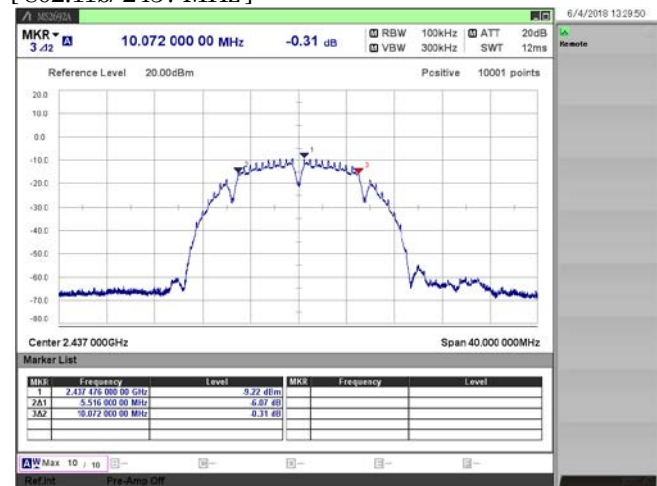 [ 802.11b/ 2437 MHz ]
MS2692A
6/4/2018 13:29:50
MKR
3 Δ2
A
10.072 000 00 MHz
-0.31 dB
M RBW 100kHz M ATT 20dB
M VBW 300kHz SWT 12ms
A
Remote
Reference Level 20.00dBm
Positive 10001 points
20.0
10.0
0.0
-10.0
-20.0
-30.0
-40.0
-50.0
-60.0
-70.0
-80.0
2
1
3
Center 2.437 000GHz
Span 40.000 000MHz
Marker List
MKR Frequency Level MKR Frequency Level
1 2.437 476 000 00 GHz -9.22 dBm
2Δ1 -5.516 000 00 MHz -6.07 dB
3Δ2 10.072 000 00 MHz -0.31 dB
A W Max 10 / 10
Ref.Int Pre-Amp Off